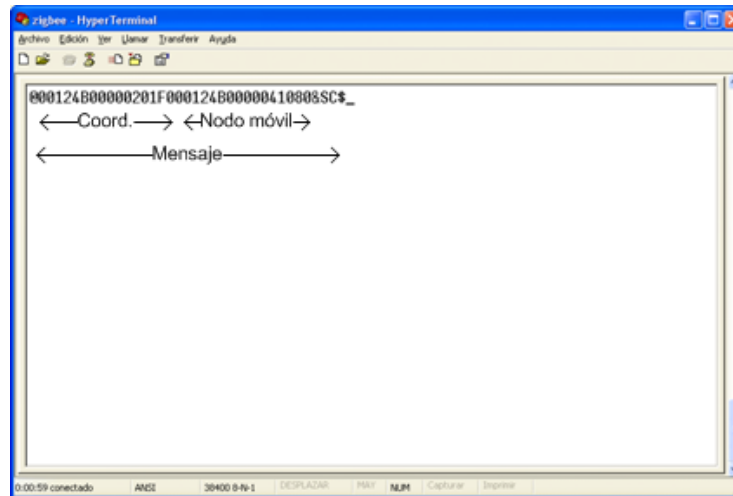 zigbee - HyperTerminal
Archivo Edición Ver Llamar Transferir Ayuda
000124B00000201F000124B0000041080&SC$_
Coord. Nodo móvil
Mensaje
0:00:59 conectado ANSI 38400 8-N-1 DESPLAZAR MAY NUM Capturar Imprimir